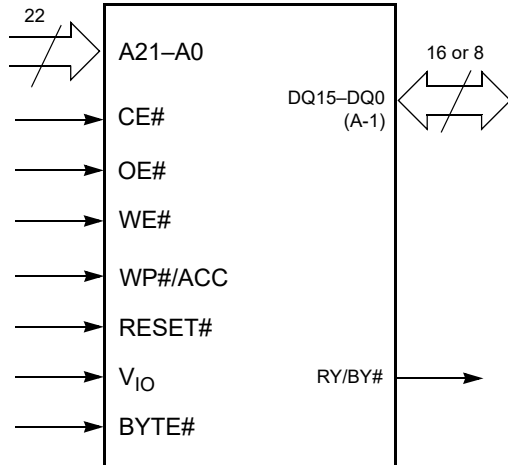 22
A21–A0
16 or 8
DQ15–DQ0
(A-1)
CE#
OE#
WE#
WP#/ACC
RESET#
VIO
RY/BY#
BYTE#